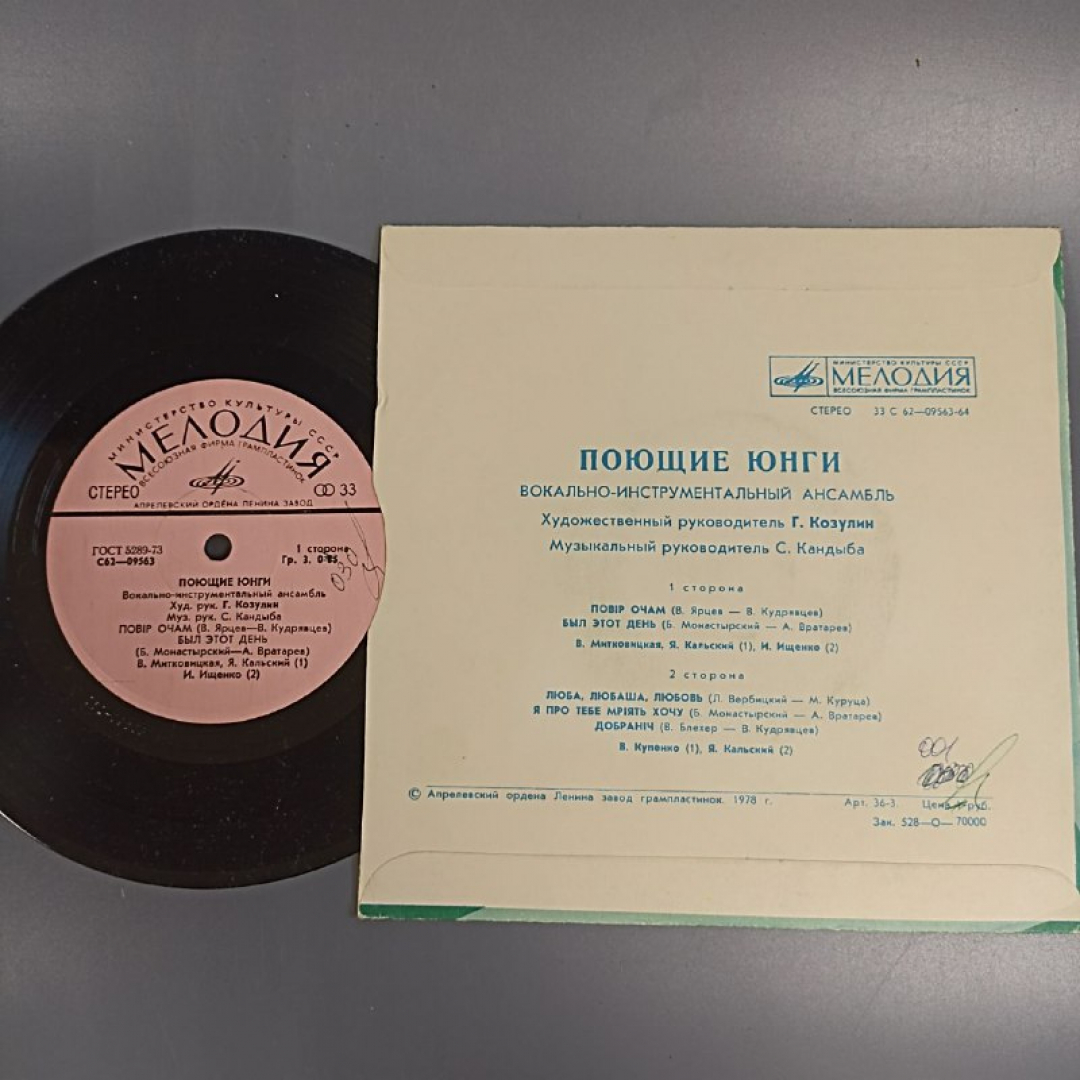 МИНИСТЕРСТВО КУЛЬТУРЫ СССР
МЕЛОДИЯ
ВСЕСОЮЗНАЯ ФИРМА ГРАМПЛАСТИНОК
СТЕРЕО 33
АПРЕЛЕВСКИЙ ОРДЕНА ЛЕНИНА ЗАВОД
ГОСТ 5289-73
С62—09563
1 сторона
Гр. 3.
ПОЮЩИЕ ЮНГИ
Вокально-инструментальный ансамбль
Худ. рук. Г. Козулин
Муз. рук. С. Кандыба
ПОВІР ОЧАМ (В. Ярцев—В. Кудрявцев)
БЫЛ ЭТОТ ДЕНЬ
(Б. Монастырский—А. Вратарев)
В. Митковицкая, Я. Кальский (1)
И. Ищенко (2)
МИНИСТЕРСТВО КУЛЬТУРЫ СССР
МЕЛОДИЯ
ВСЕСОЮЗНАЯ ФИРМА ГРАМПЛАСТИНОК
СТЕРЕО 33 С 62—09563-64
ПОЮЩИЕ ЮНГИ
ВОКАЛЬНО-ИНСТРУМЕНТАЛЬНЫЙ АНСАМБЛЬ
Художественный руководитель Г. Козулин
Музыкальный руководитель С. Кандыба
1 сторона
ПОВІР ОЧАМ (В. Ярцев — В. Кудрявцев)
БЫЛ ЭТОТ ДЕНЬ (Б. Монастырский — А. Вратарев)
В. Митковицкая, Я. Кальский (1), И. Ищенко (2)
2 сторона
ЛЮБА, ЛЮБАША, ЛЮБОВЬ (Л. Вербицкий — М. Куруца)
Я ПРО ТЕБЕ МРІЯТЬ ХОЧУ (Б. Монастырский — А. Вратарев)
ДОБРАНІЧ (В. Блехер — В. Кудрявцев)
В. Купенко (1), Я. Кальский (2)
© Апрелевский ордена Ленина завод грампластинок. 1978 г. Арт. 36-3. Цена 1 руб.
Зак. 528—О—70000